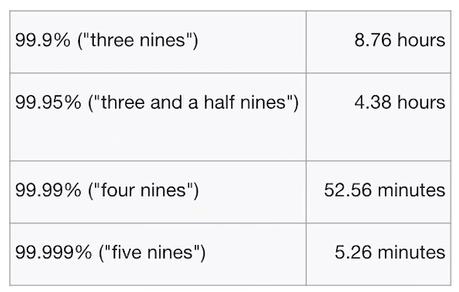 99.9% ("three nines") 8.76 hours
99.95% ("three and a half nines") 4.38 hours
99.99% ("four nines") 52.56 minutes
99.999% ("five nines") 5.26 minutes